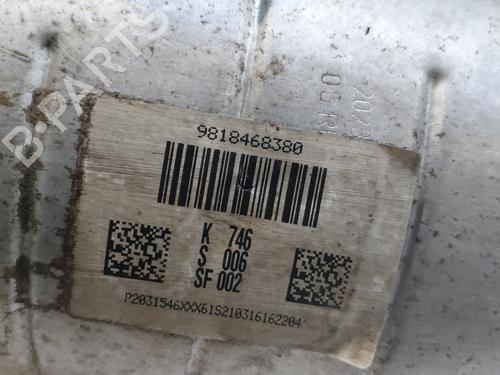 B-PARTS
9818468380
K 746
S 006
SF 002
P2031546XXX61S210316162204